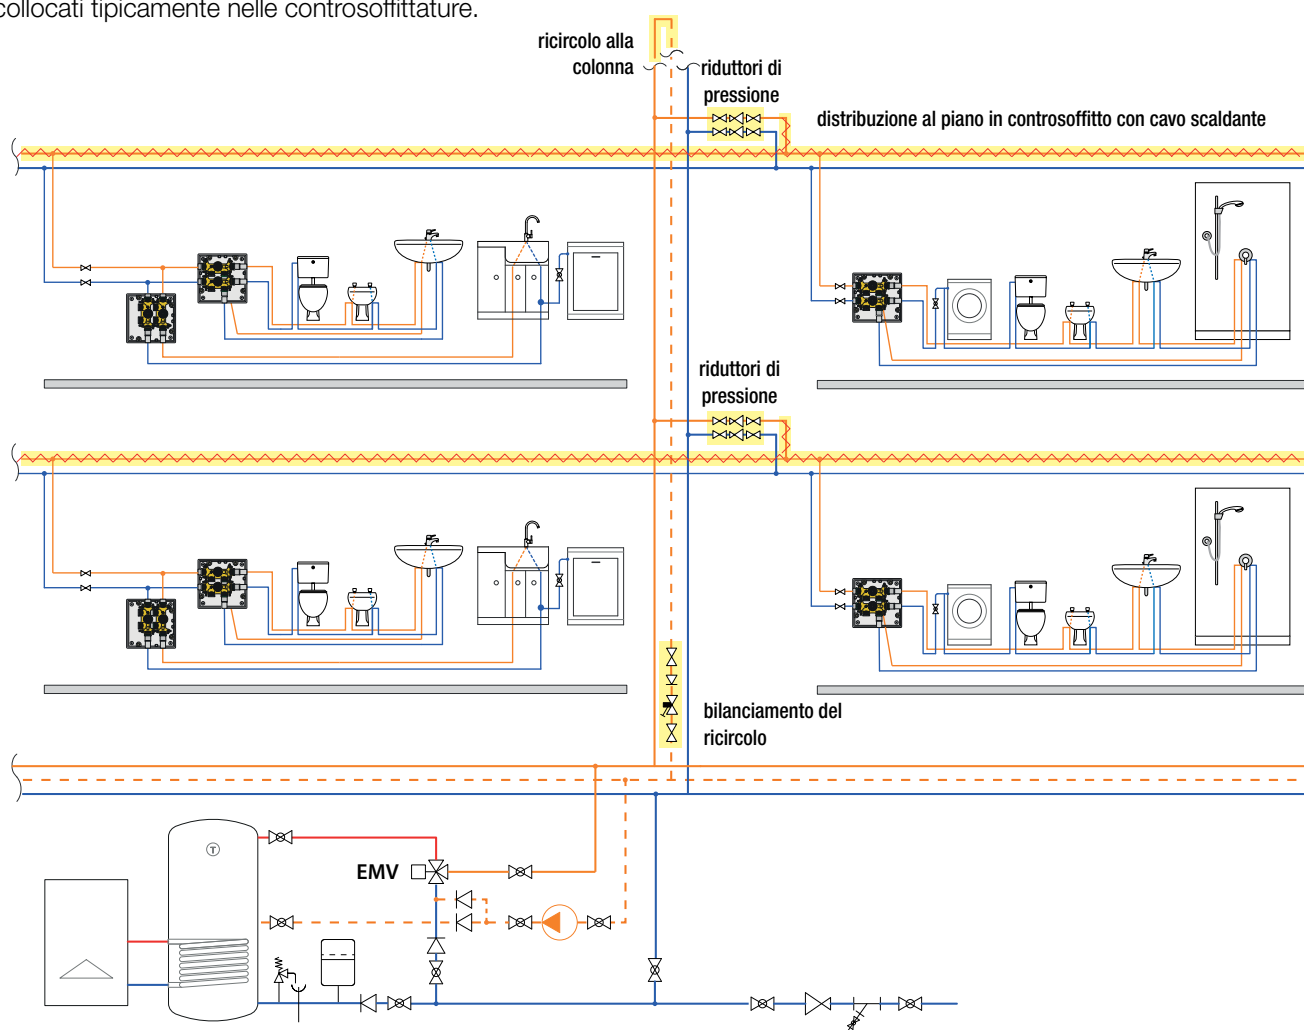 collocati tipicamente nelle controsoffittature.
ricircolo alla
colonna
riduttori di
pressione
distribuzione al piano in controsoffitto con cavo scaldante
riduttori di
pressione
bilanciamento del
ricircolo
T
EMV